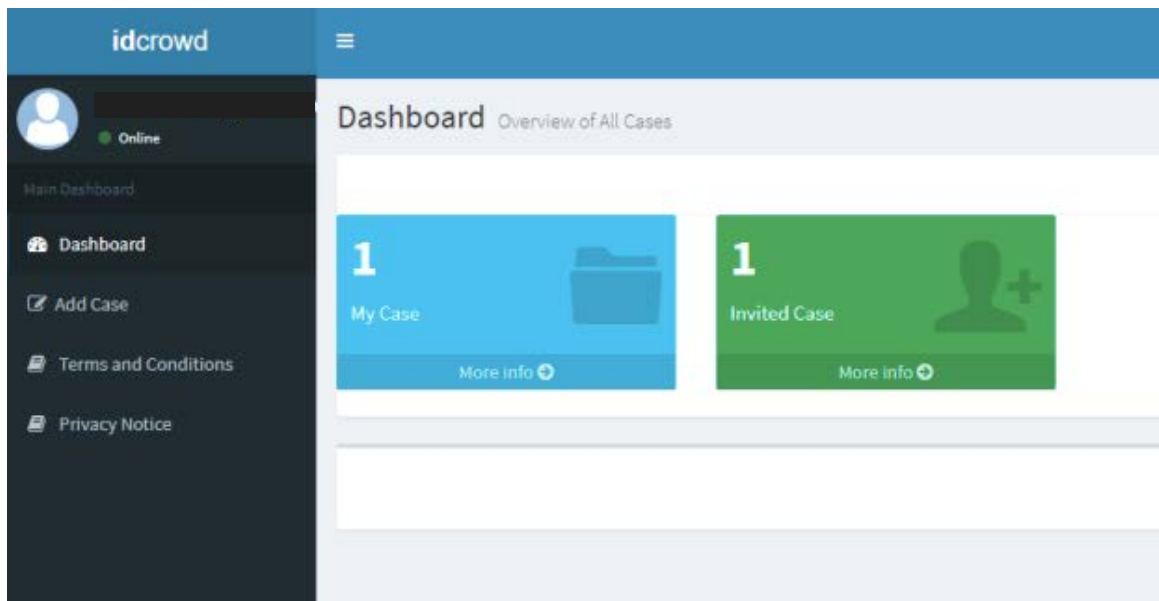 idcrowd
Online
Main Dashboard
Dashboard
Add Case
Terms and Conditions
Privacy Notice
Dashboard Overview of All Cases
1
My Case
More info
1
Invited Case
More info